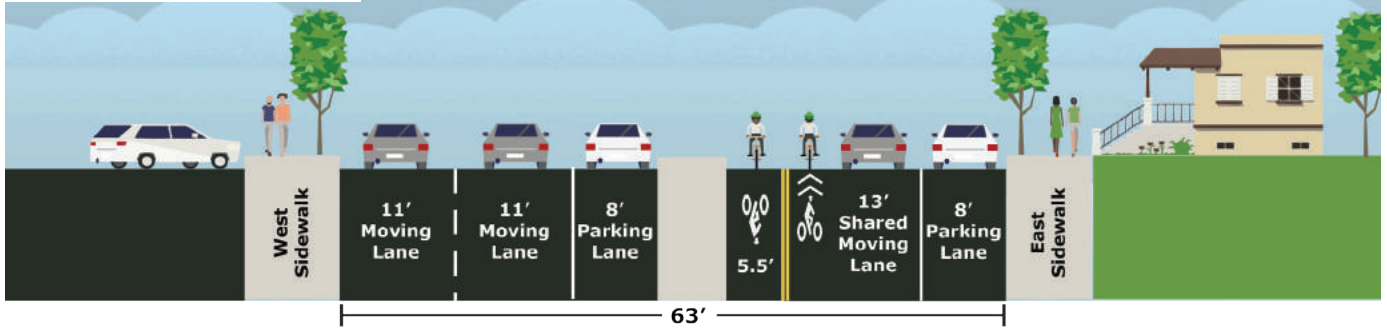 West
Sidewalk
11′
Moving
Lane
11′
Moving
Lane
8′
Parking
Lane
5.5′
13′
Shared
Moving
Lane
8′
Parking
Lane
East
Sidewalk
63′